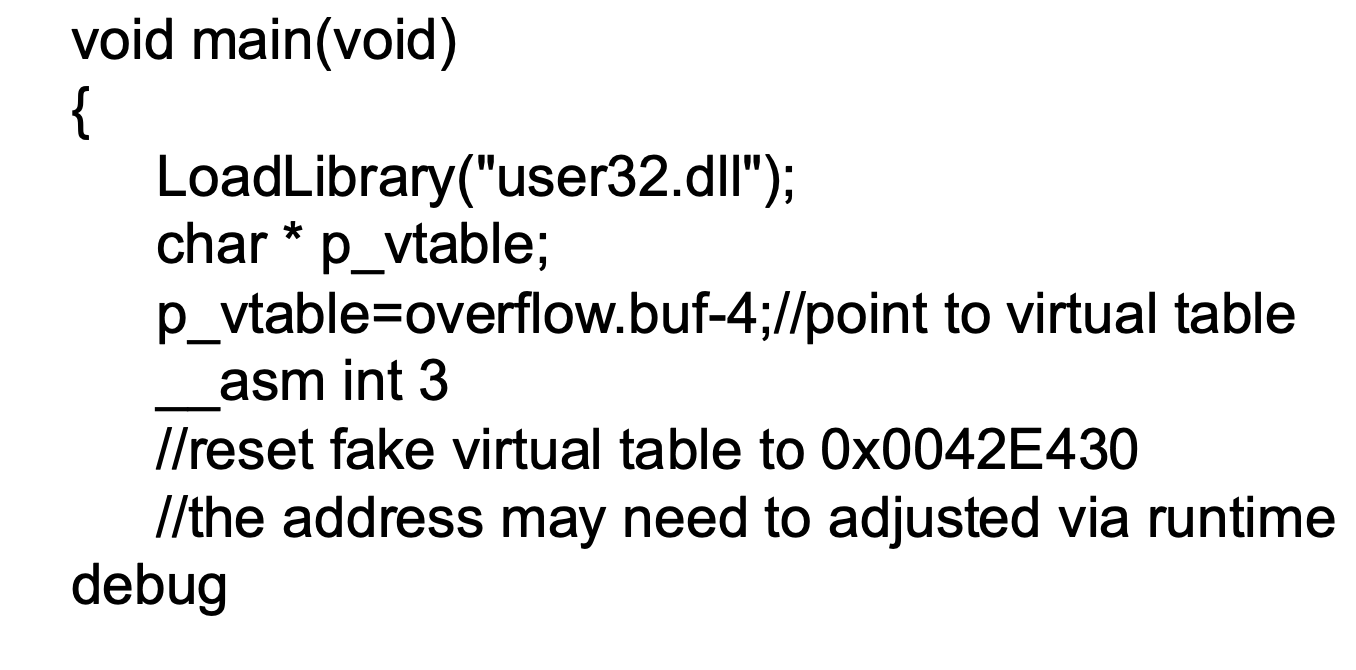 void main(void)
{
LoadLibrary("user32.dll");
char * p_vtable;
p_vtable=overflow.buf-4;//point to virtual table
__asm int 3
//reset fake virtual table to 0x0042E430
//the address may need to adjusted via runtime
debug